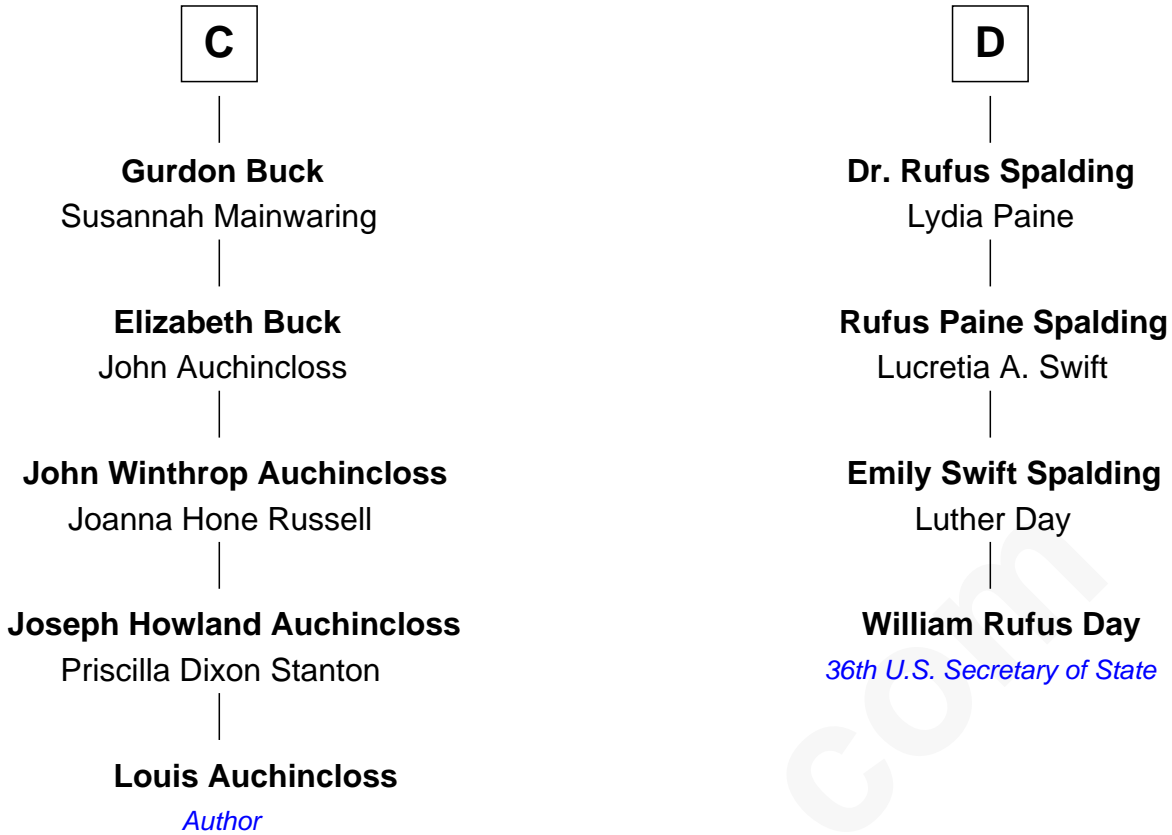 C
Gurdon Buck
Susannah Mainwaring
Elizabeth Buck
John Auchincloss
John Winthrop Auchincloss
Joanna Hone Russell
Joseph Howland Auchincloss
Priscilla Dixon Stanton
Louis Auchincloss
Author
D
Dr. Rufus Spalding
Lydia Paine
Rufus Paine Spalding
Lucretia A. Swift
Emily Swift Spalding
Luther Day
William Rufus Day
36th U.S. Secretary of State
com